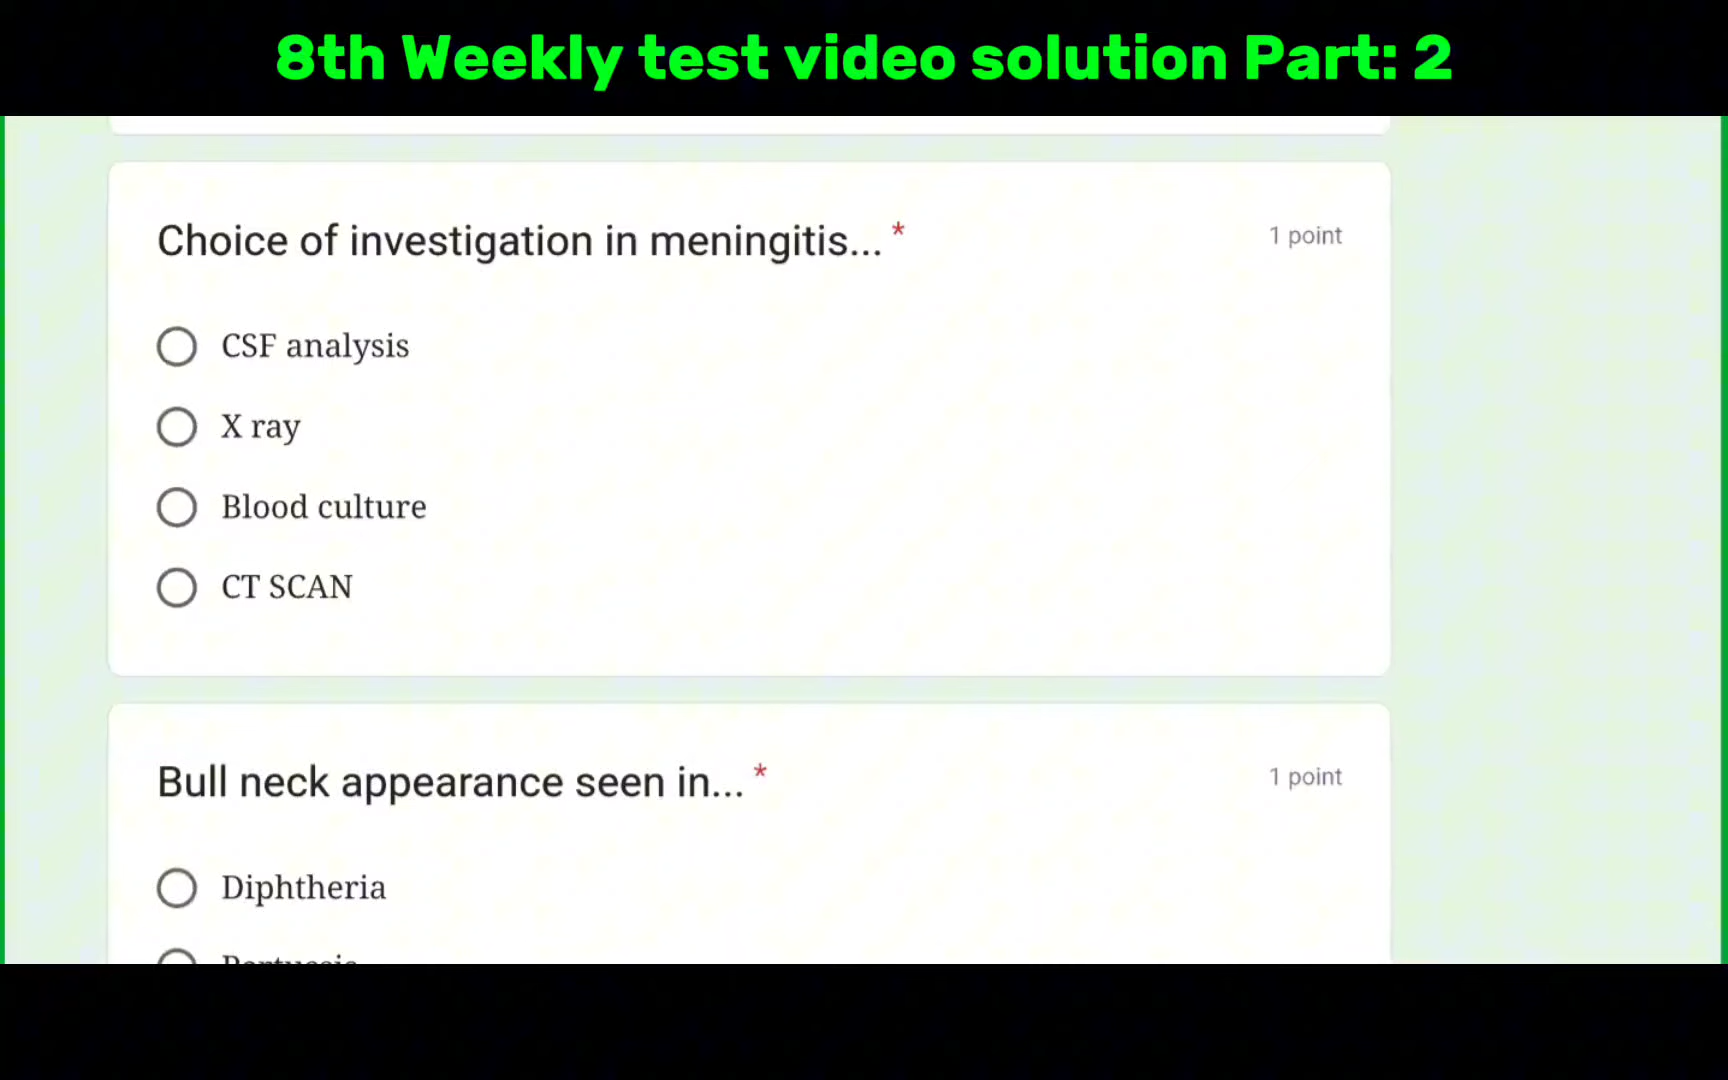 8th Weekly test video solution Part: 2
Choice of investigation in meningitis... *
1 point
CSF analysis
X ray
Blood culture
CT SCAN
Bull neck appearance seen in... *
1 point
Diphtheria